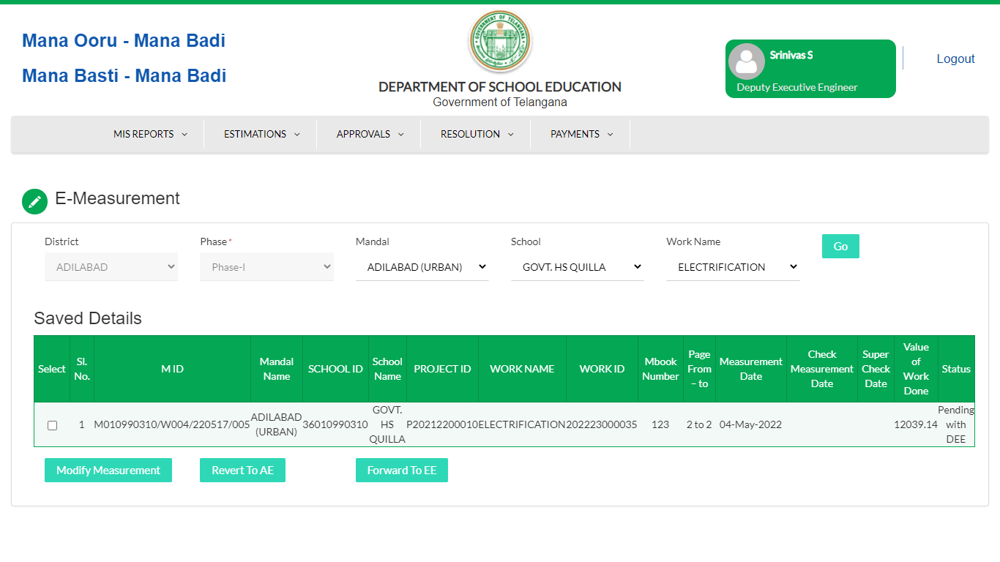 Mana Ooru - Mana Badi
Mana Basti - Mana Badi
GOVERNMENT OF TELANGANA
DEPARTMENT OF SCHOOL EDUCATION
Government of Telangana
Srinivas S
Deputy Executive Engineer
Logout
MIS REPORTS
ESTIMATIONS
APPROVALS
RESOLUTION
PAYMENTS
E-Measurement
District
Phase*
Mandal
School
Work Name
Go
ADILABAD
Phase-I
ADILABAD (URBAN)
GOVT. HS QUILLA
ELECTRIFICATION
Saved Details
Select
Sl.
No.
M ID
Mandal
Name
SCHOOL ID
School
Name
PROJECT ID
WORK NAME
WORK ID
Mbook
Number
Page
From
– to
Measurement
Date
Check
Measurement
Date
Super
Check
Date
Value
of
Work
Done
Status
1
M010990310/W004/220517/005
ADILABAD
(URBAN)
36010990310
GOVT.
HS
QUILLA
P20212200010
ELECTRIFICATION
202223000035
123
2 to 2
04-May-2022
12039.14
Pending
with
DEE
Modify Measurement
Revert To AE
Forward To EE